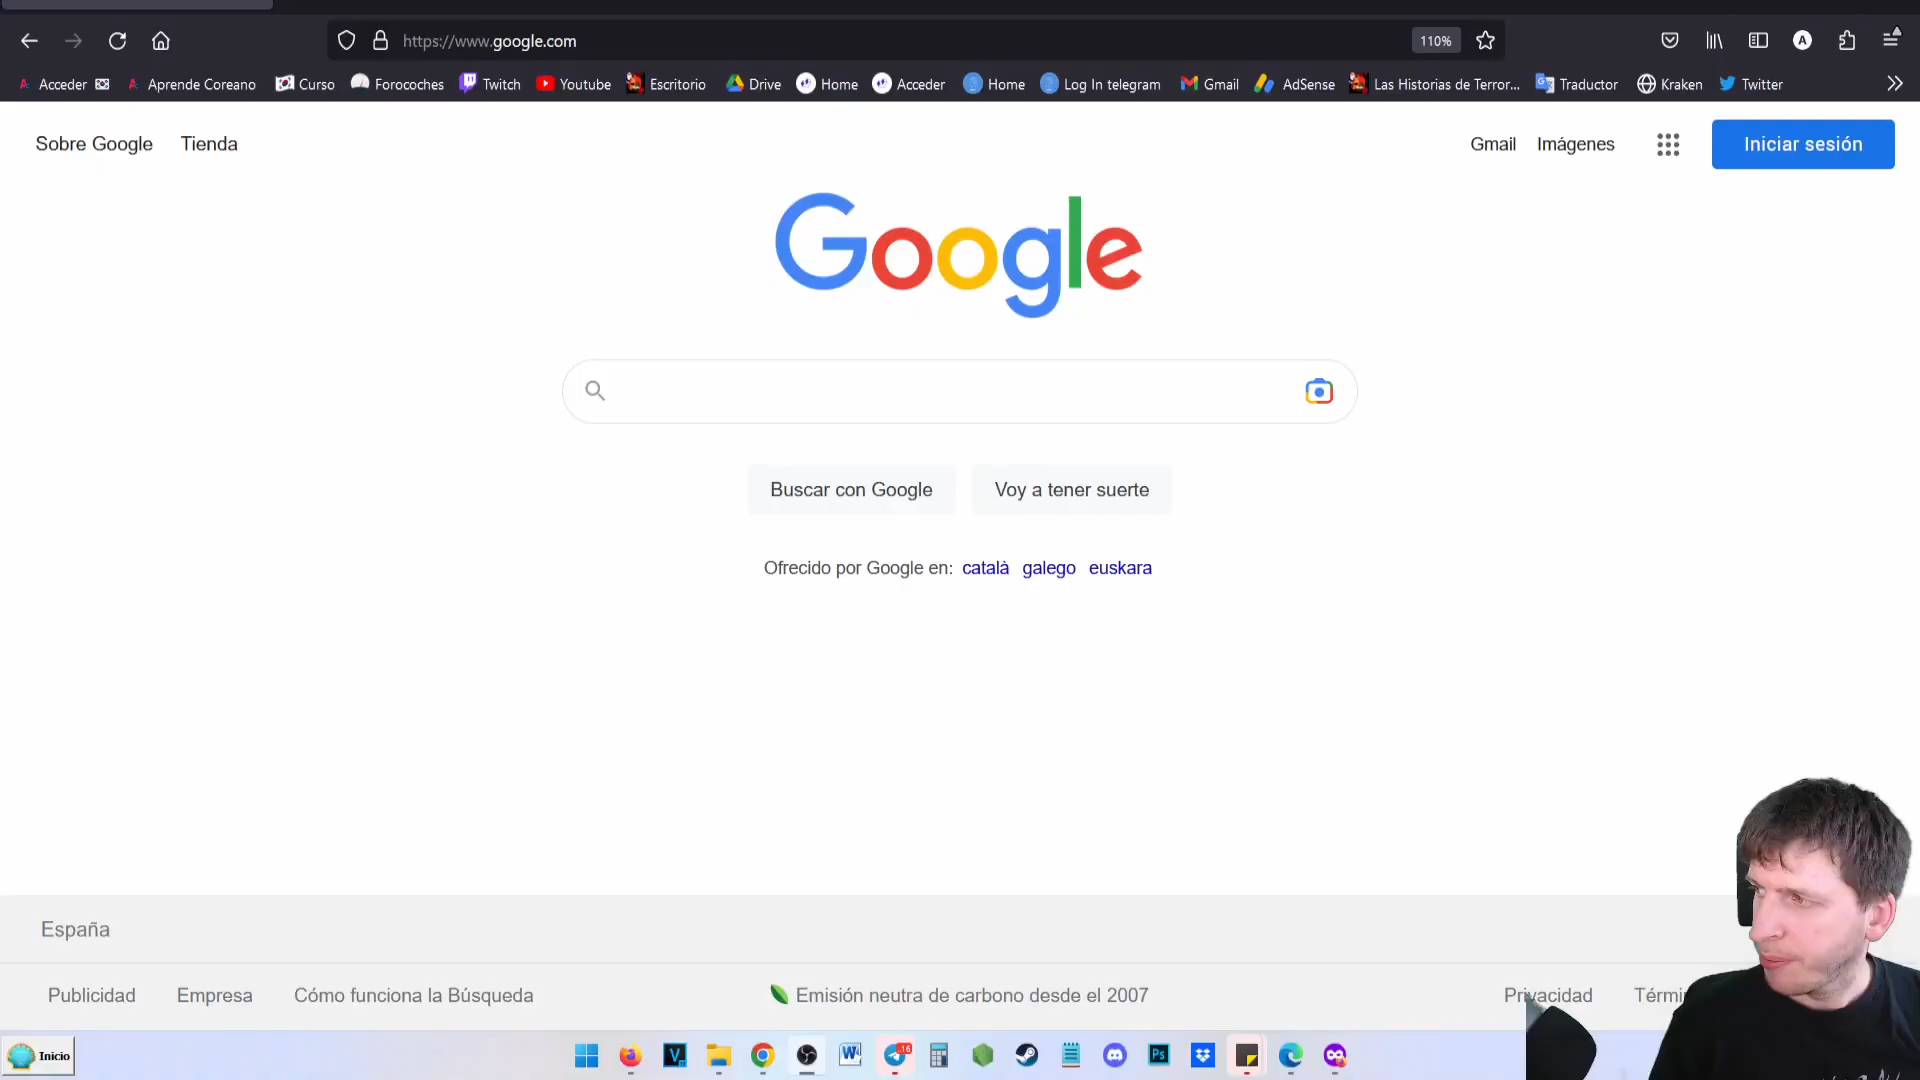 https://www.google.com
110%
Acceder
Aprende Coreano
Curso
Forocoches
Twitch
Youtube
Escritorio
Drive
Home
Acceder
Home
Log In telegram
Gmail
AdSense
Las Historias de Terror...
Traductor
Kraken
Twitter
Sobre Google
Tienda
Gmail
Imágenes
Iniciar sesión
Google
Buscar con Google
Voy a tener suerte
Ofrecido por Google en: català galego euskara
España
Publicidad
Empresa
Cómo funciona la Búsqueda
Emisión neutra de carbono desde el 2007
Privacidad
Inicio
16